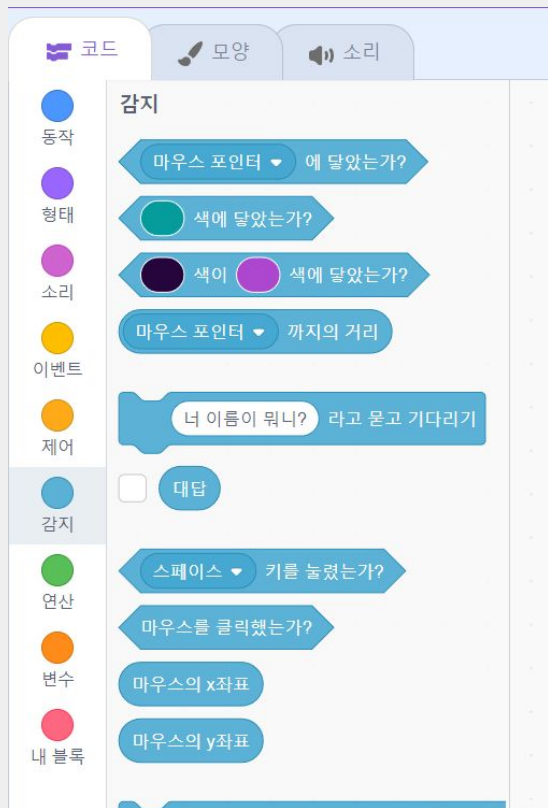 코드 모양 소리
동작
형태
소리
이벤트
제어
감지
연산
변수
내 블록
감지
마우스 포인터 에 닿았는가?
색에 닿았는가?
색이 색에 닿았는가?
마우스 포인터 까지의 거리
너 이름이 뭐니? 라고 묻고 기다리기
대답
스페이스 키를 눌렸는가?
마우스를 클릭했는가?
마우스의 x좌표
마우스의 y좌표